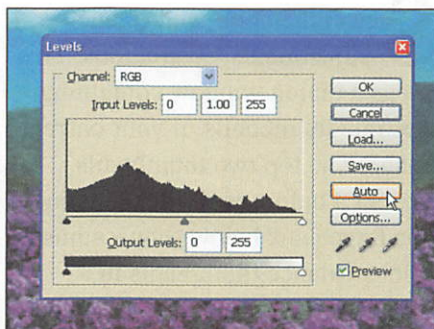 Levels
Channel: RGB
Input Levels: 0 1.00 255
Output Levels: 0 255
OK
Cancel
Load...
Save...
Auto
Options...
Preview